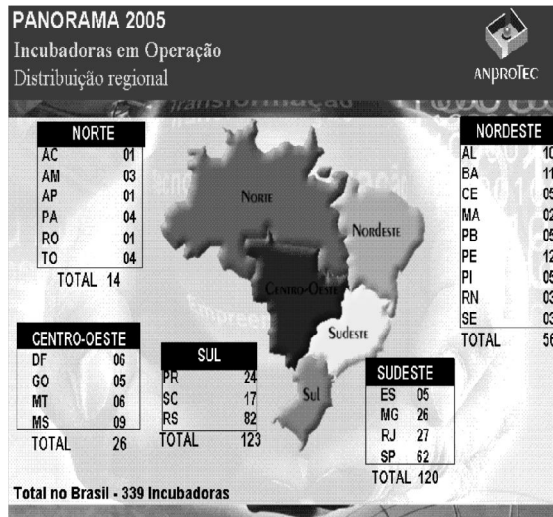 PANORAMA 2005
Incubadoras em Operação
Distribuição regional
ANPROTEC
NORTE
AC 01
AM 03
AP 01
PA 04
RO 01
TO 04
TOTAL 14
NORDESTE
AL 10
BA 11
CE 05
MA 02
PB 05
PE 12
PI 05
RN 03
SE 03
TOTAL 56
NORTE
NORDESTE
CENTRO-OESTE
SUDESTE
Sul
CENTRO-OESTE
DF 06
GO 05
MT 06
MS 09
TOTAL 26
SUL
PR 24
SC 17
RS 82
TOTAL 123
SUDESTE
ES 05
MG 26
RJ 27
SP 62
TOTAL 120
Total no Brasil - 339 Incubadoras